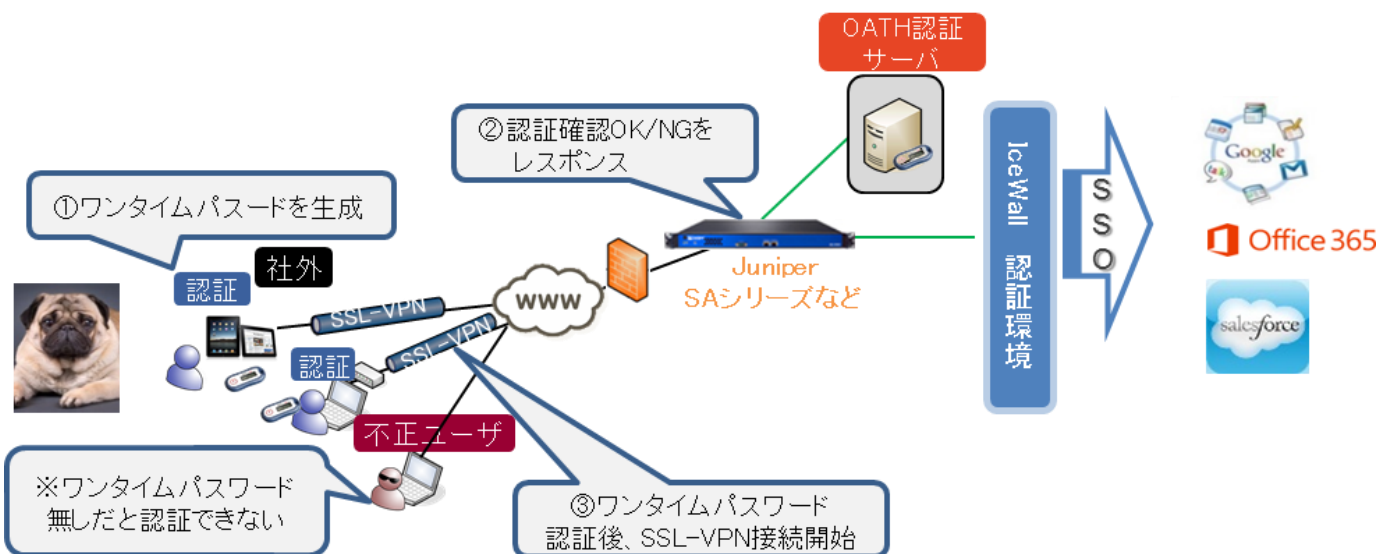 OATH認証
サーバ
②認証確認OK/NGを
レスポンス
①ワンタイムパスードを生成
社外
認証
SSL-VPN
認証
SSL-VPN
WWW
Juniper
SAシリーズなど
IceWall 認証環境
SSO
Google
talk
Office 365
salesforce
不正ユーザ
※ワンタイムパスワード
無しだと認証できない
③ワンタイムパスワード
認証後、SSL-VPN接続開始